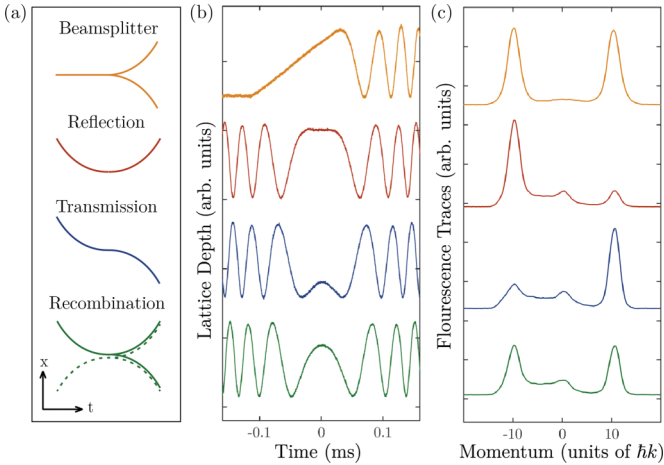 (a)
Beamsplitter
Reflection
Transmission
Recombination
x
t
(b)
Lattice Depth (arb. units)
-0.1
0
0.1
Time (ms)
(c)
Flourescence Traces (arb. units)
-10
0
10
Momentum (units of ħk)